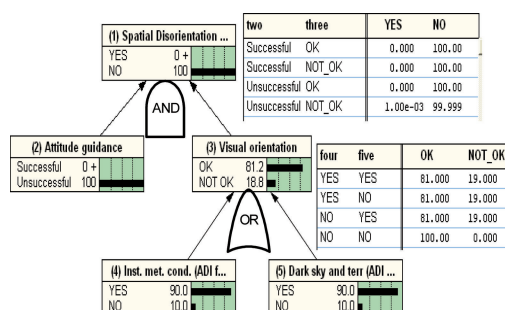 (1) Spatial Disorientation ...
YES 0 +
NO 100
two three YES NO
Successful OK 0.000 100.00
Successful NOT_OK 0.000 100.00
Unsuccessful OK 0.000 100.00
Unsuccessful NOT_OK 1.00e-03 99.999
AND
(2) Attitude guidance
Successful 0 +
Unsuccessful 100
(3) Visual orientation
OK 81.2
NOT OK 18.8
four five OK NOT_OK
YES YES 81.000 19.000
YES NO 81.000 19.000
NO YES 81.000 19.000
NO NO 100.00 0.000
OR
(4) Inst. met. cond. (ADI f...
YES 90.0
NO 10.0
(5) Dark sky and terr (ADI ...
YES 90.0
NO 10.0